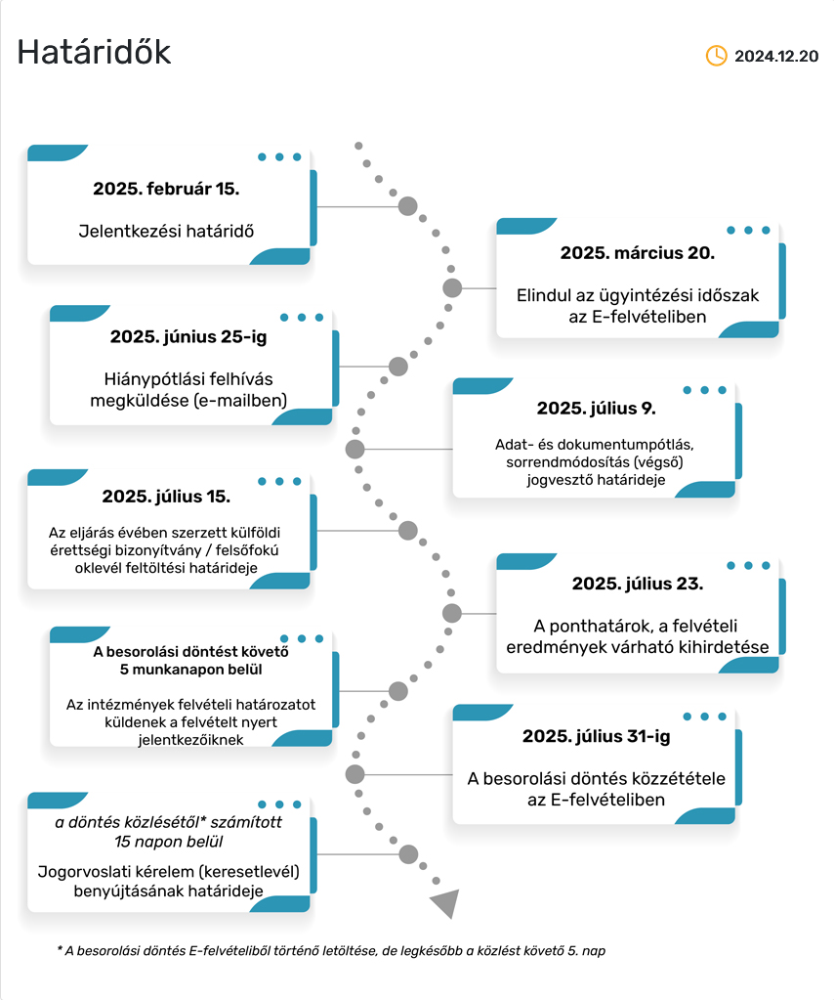 Határidők
2024.12.20
2025. február 15.
Jelentkezési határidő
2025. március 20.
Elindul az ügyintézési időszak
az E-felvételiben
2025. június 25-ig
Hiánypótlási felhívás
megküldése (e-mailben)
2025. július 9.
Adat- és dokumentumpótlás,
sorrendmódosítás (végső)
jogvesztő határideje
2025. július 15.
Az eljárás évében szerzett külföldi
érettségi bizonyítvány / felsőfokú
oklevél feltöltési határideje
2025. július 23.
A ponthatárok, a felvételi
eredmények várható kihirdetése
A besorolási döntést követő
5 munkanapon belül
Az intézmények felvételi határozatot
küldenek a felvételt nyert
jelentkezőiknek
2025. július 31-ig
A besorolási döntés közzététele
az E-felvételiben
a döntés közlésétől* számított
15 napon belül
Jogorvoslati kérelem (keresetlevél)
benyújtásának határideje
* A besorolási döntés E-felvételiből történő letöltése, de legkésőbb a közlést követő 5. nap